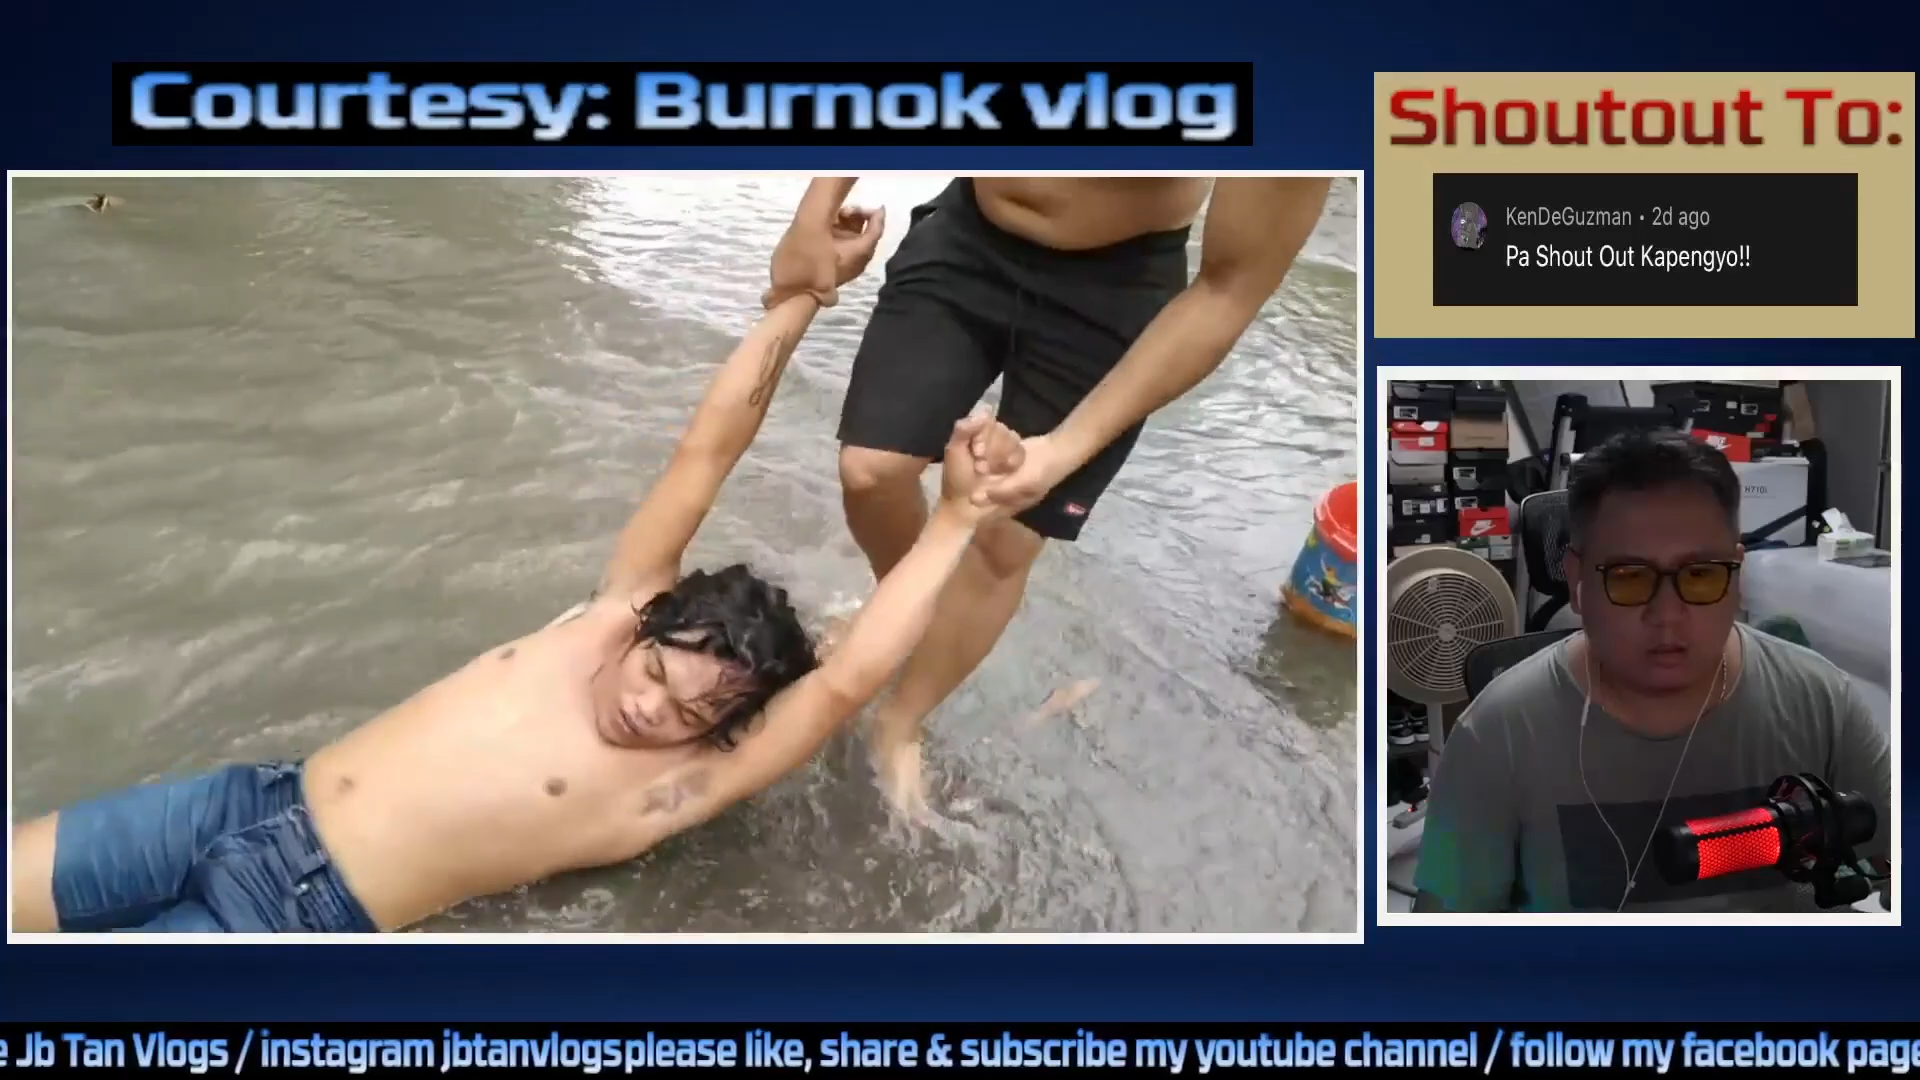 Courtesy: Burnok vlog
Shoutout To:
KenDeGuzman • 2d ago
Pa Shout Out Kapengyo!!
H710i
e Jb Tan Vlogs / instagram jbtanvlogsplease like, share & subscribe my youtube channel / follow my facebook page